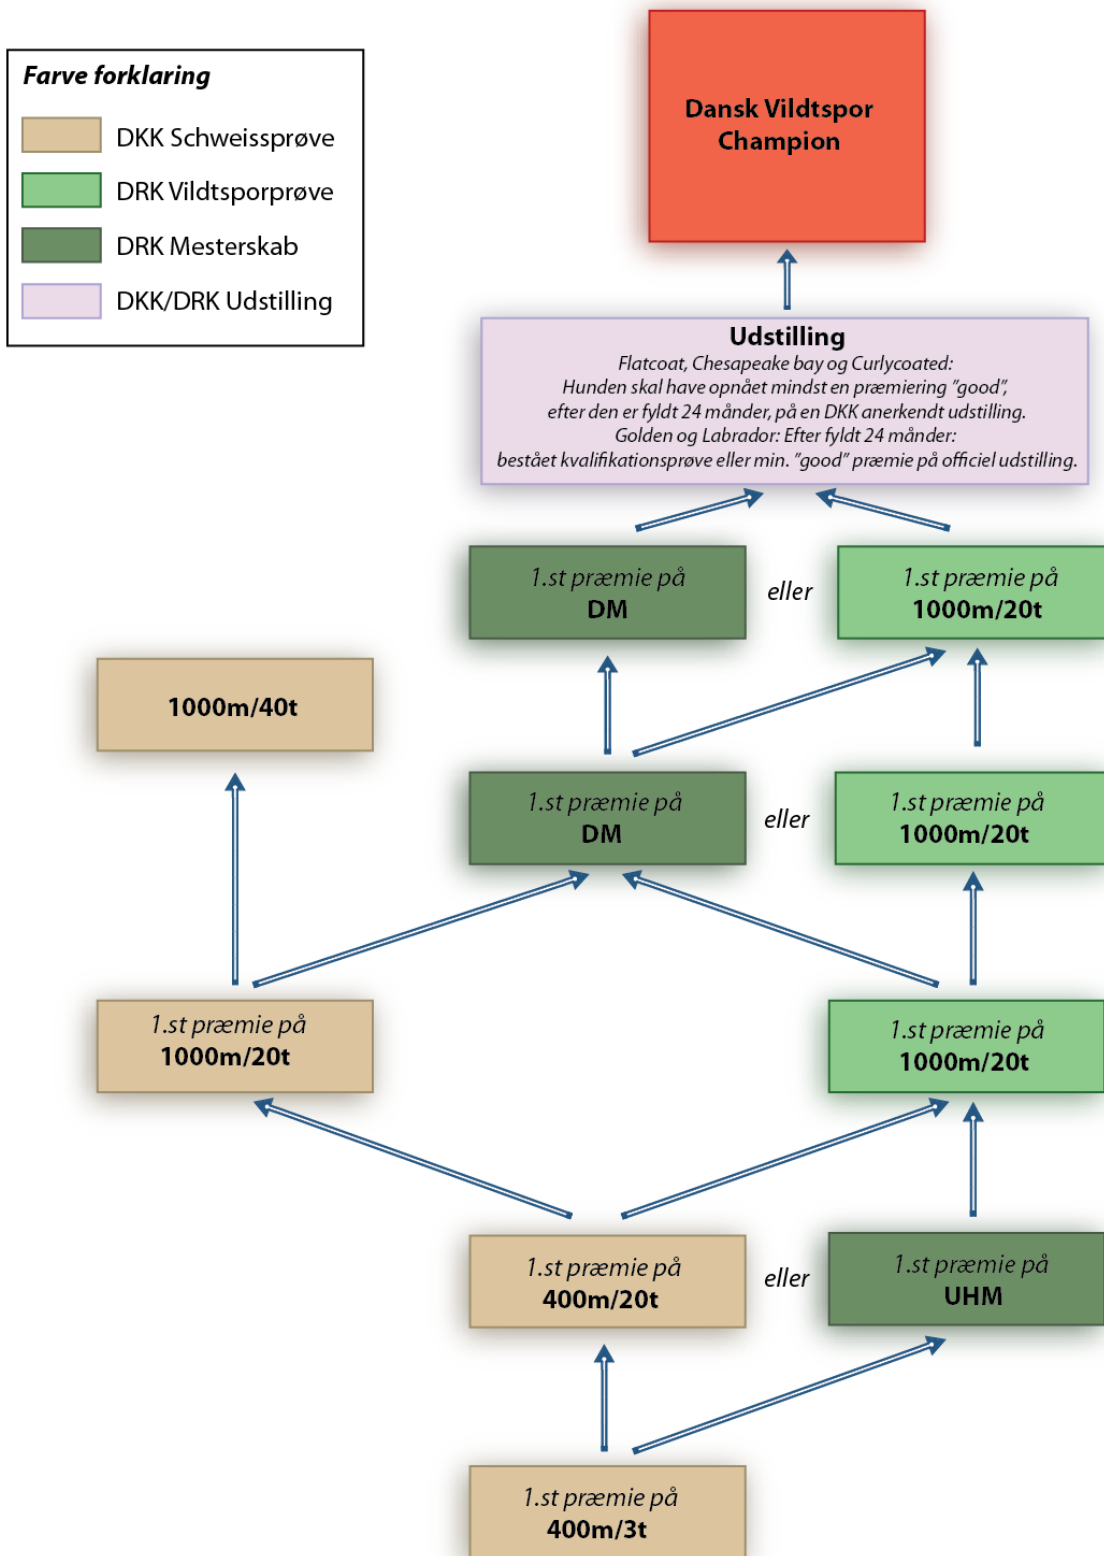 Farve forklaring
DKK Schweissprøve
DRK Vildtsporprøve
DRK Mesterskab
DKK/DRK Udstilling
Dansk Vildtspor
Champion
Udstilling
Flatcoat, Chesapeake bay og Curlycoated:
Hunden skal have opnået mindst en præmiering ”good”,
efter den er fyldt 24 månder, på en DKK anerkendt udstilling.
Golden og Labrador: Efter fyldt 24 månder:
bestået kvalifikationsprøve eller min. ”good” præmie på officiel udstilling.
1.st præmie på
DM
eller
1.st præmie på
1000m/20t
1000m/40t
1.st præmie på
DM
eller
1.st præmie på
1000m/20t
1.st præmie på
1000m/20t
1.st præmie på
1000m/20t
1.st præmie på
400m/20t
eller
1.st præmie på
UHM
1.st præmie på
400m/3t